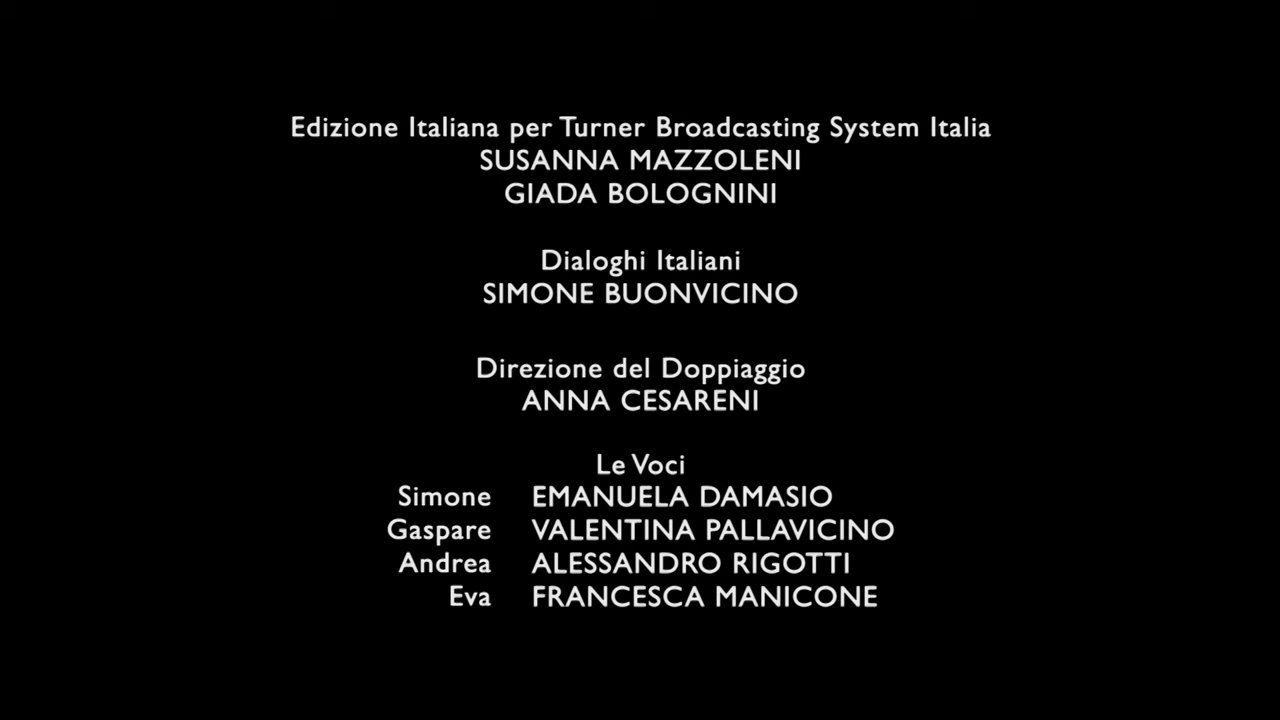 Edizione Italiana per Turner Broadcasting System Italia
SUSANNA MAZZOLENI
GIADA BOLOGNINI
Dialoghi Italiani
SIMONE BUONVICINO
Direzione del Doppiaggio
ANNA CESARENI
Le Voci
Simone EMANUELA DAMASIO
Gaspare VALENTINA PALLAVICINO
Andrea ALESSANDRO RIGOTTI
Eva FRANCESCA MANICONE